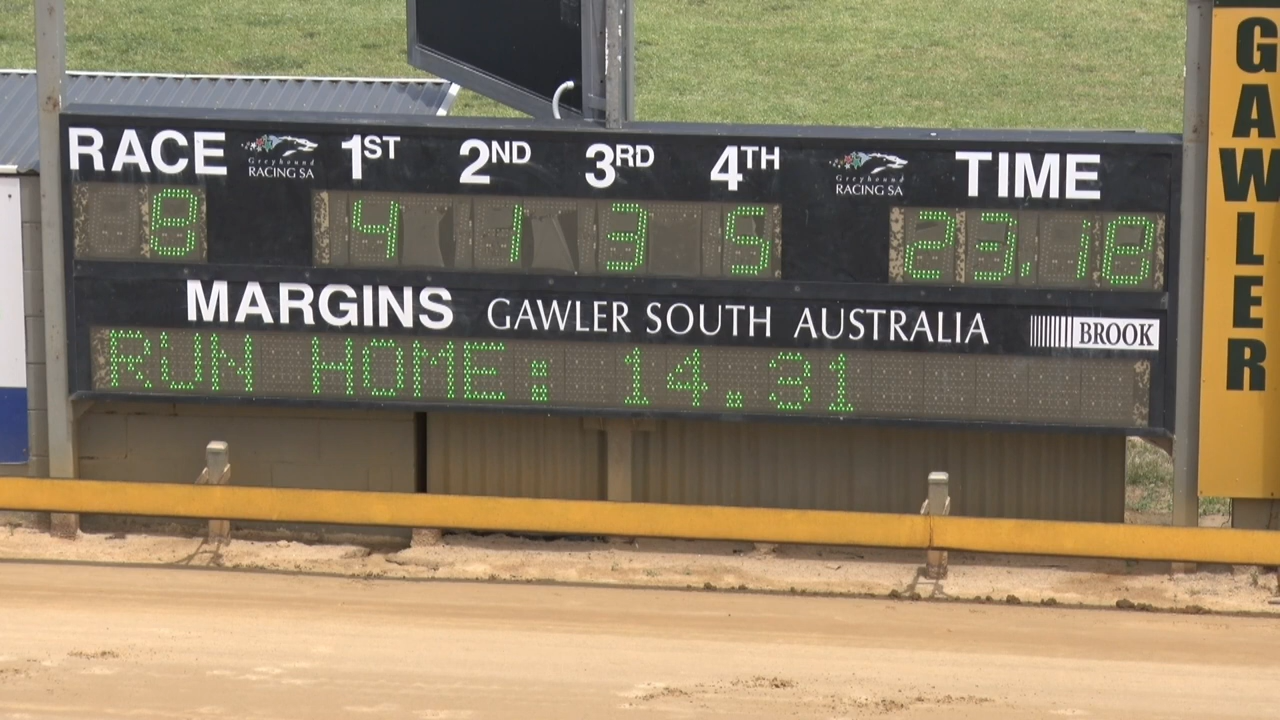 RACE Greyhound RACING SA 1ST 2ND 3RD 4TH Greyhound RACING SA TIME
8 4 1 3 5 23.18
MARGINS GAWLER SOUTH AUSTRALIA BROOK
RUN HOME: 14.31
GAWLER